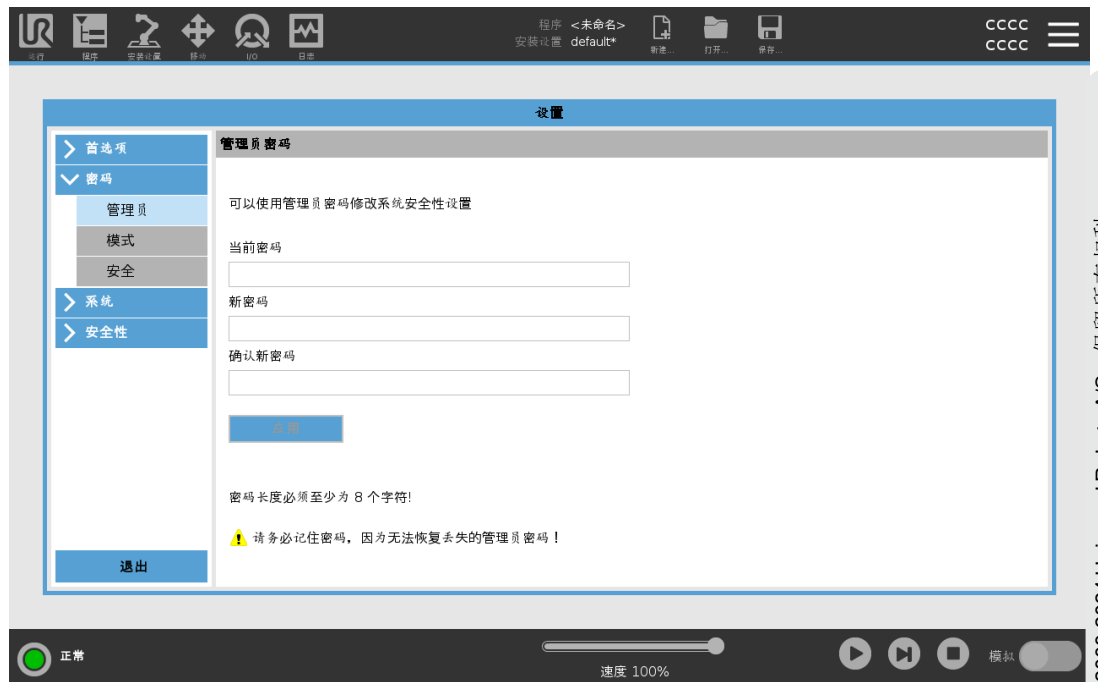 UR
运行
程序
安装设置
移动
I/O
日志
程序 <未命名>
安装设置 default*
新建...
打开...
保存...
cccc
cccc
设置
首选项
密码
管理员
模式
安全
系统
安全性
退出
管理员密码
可以使用管理员密码修改系统安全性设置
当前密码
新密码
确认新密码
应用
密码长度必须至少为 8 个字符!
请务必记住密码，因为无法恢复丢失的管理员密码！
正常
速度 100%
模拟